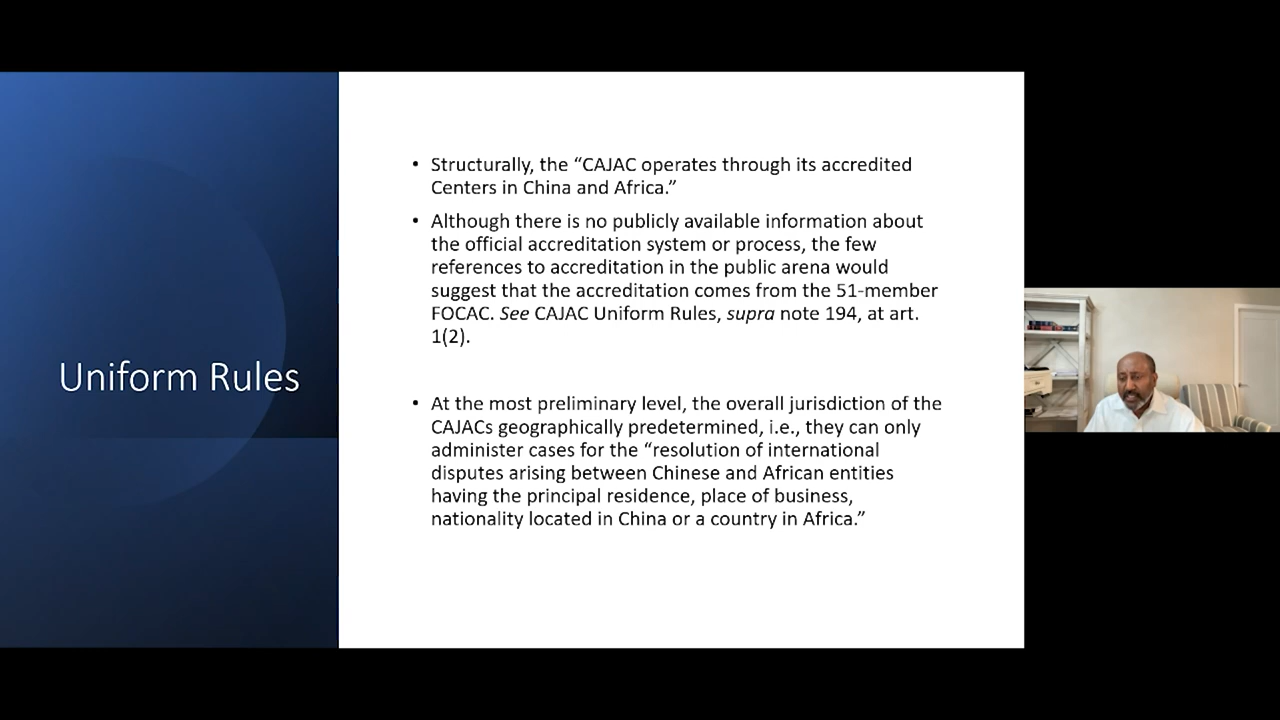 Uniform Rules
• Structurally, the “CAJAC operates through its accredited
Centers in China and Africa.”
• Although there is no publicly available information about
the official accreditation system or process, the few
references to accreditation in the public arena would
suggest that the accreditation comes from the 51-member
FOCAC. See CAJAC Uniform Rules, supra note 194, at art.
1(2).
• At the most preliminary level, the overall jurisdiction of the
CAJACs geographically predetermined, i.e., they can only
administer cases for the “resolution of international
disputes arising between Chinese and African entities
having the principal residence, place of business,
nationality located in China or a country in Africa.”